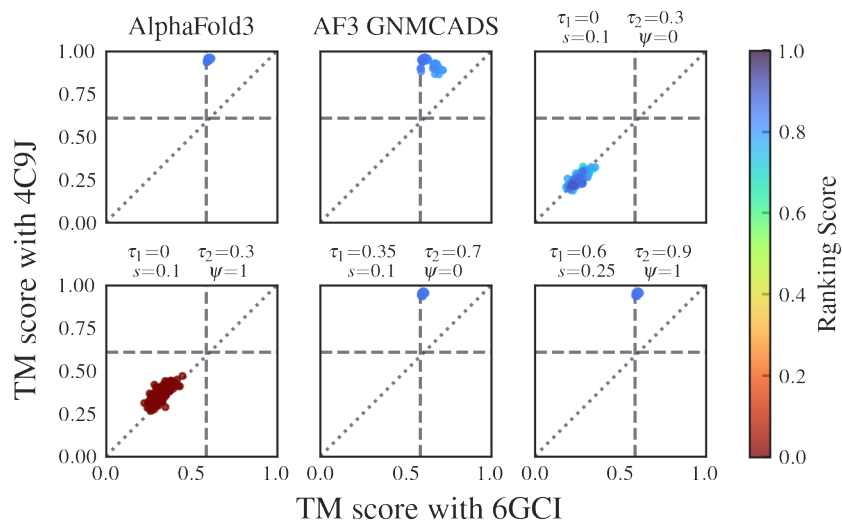 AlphaFold3
AF3 GNMCADS
τ₁=0 τ₂=0.3
s=0.1 ψ=0
1.00
0.75
0.50
0.25
0.00
τ₁=0 τ₂=0.3
s=0.1 ψ=1
τ₁=0.35 τ₂=0.7
s=0.1 ψ=0
τ₁=0.6 τ₂=0.9
s=0.25 ψ=1
1.00
0.75
0.50
0.25
0.00
0.0 0.5 1.0
0.5 1.0
0.5 1.0
TM score with 6GCI
TM score with 4C9J
1.0
0.8
0.6
0.4
0.2
0.0
Ranking Score